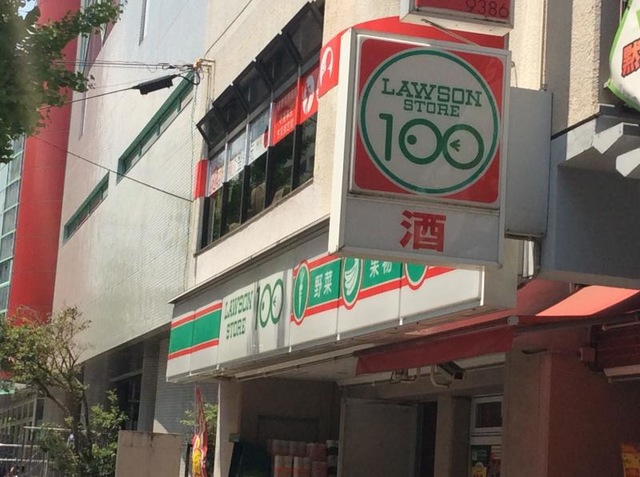 9386
LAWSON
STORE
100
酒
LAWSON
STORE
100
野菜
果物